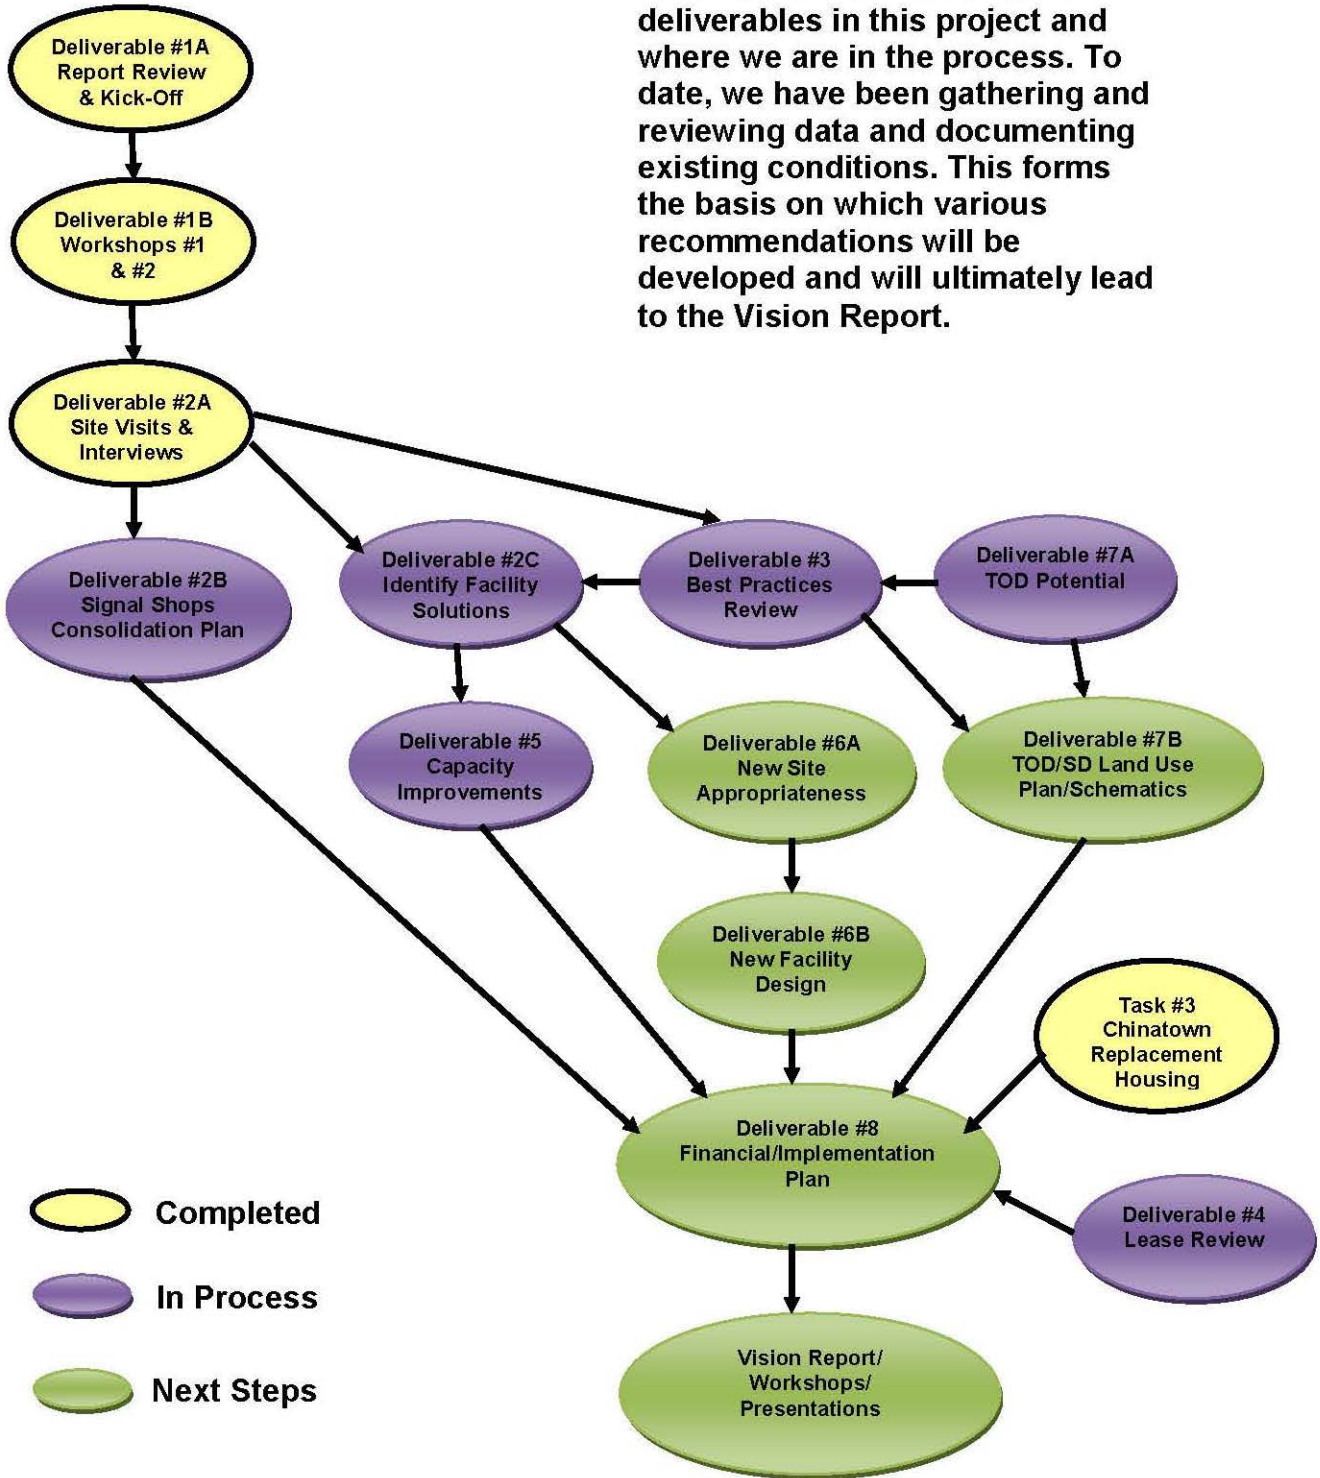 deliverables in this project and
where we are in the process. To
date, we have been gathering and
reviewing data and documenting
existing conditions. This forms
the basis on which various
recommendations will be
developed and will ultimately lead
to the Vision Report.
Deliverable #1A
Report Review
& Kick-Off
Deliverable #1B
Workshops #1
& #2
Deliverable #2A
Site Visits &
Interviews
Deliverable #2B
Signal Shops
Consolidation Plan
Deliverable #2C
Identify Facility
Solutions
Deliverable #3
Best Practices
Review
Deliverable #7A
TOD Potential
Deliverable #5
Capacity
Improvements
Deliverable #6A
New Site
Appropriateness
Deliverable #7B
TOD/SD Land Use
Plan/Schematics
Deliverable #6B
New Facility
Design
Task #3
Chinatown
Replacement
Housing
Deliverable #8
Financial/Implementation
Plan
Deliverable #4
Lease Review
Vision Report/
Workshops/
Presentations
Completed
In Process
Next Steps